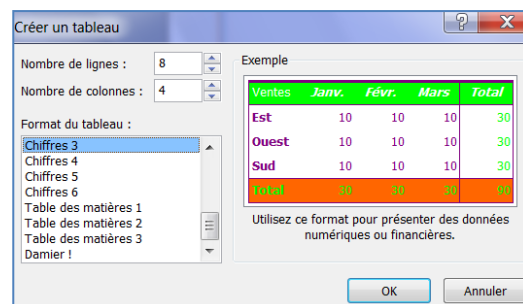 Créer un tableau
Nombre de lignes : 8
Nombre de colonnes : 4
Format du tableau :
Chiffres 3
Chiffres 4
Chiffres 5
Chiffres 6
Table des matières 1
Table des matières 2
Table des matières 3
Damier !
Exemple
Ventes Janv. Févr. Mars Total
Est 10 10 10 30
Ouest 10 10 10 30
Sud 10 10 10 30
Total 30 30 30 90
Utilisez ce format pour présenter des données
numériques ou financières.
OK Annuler